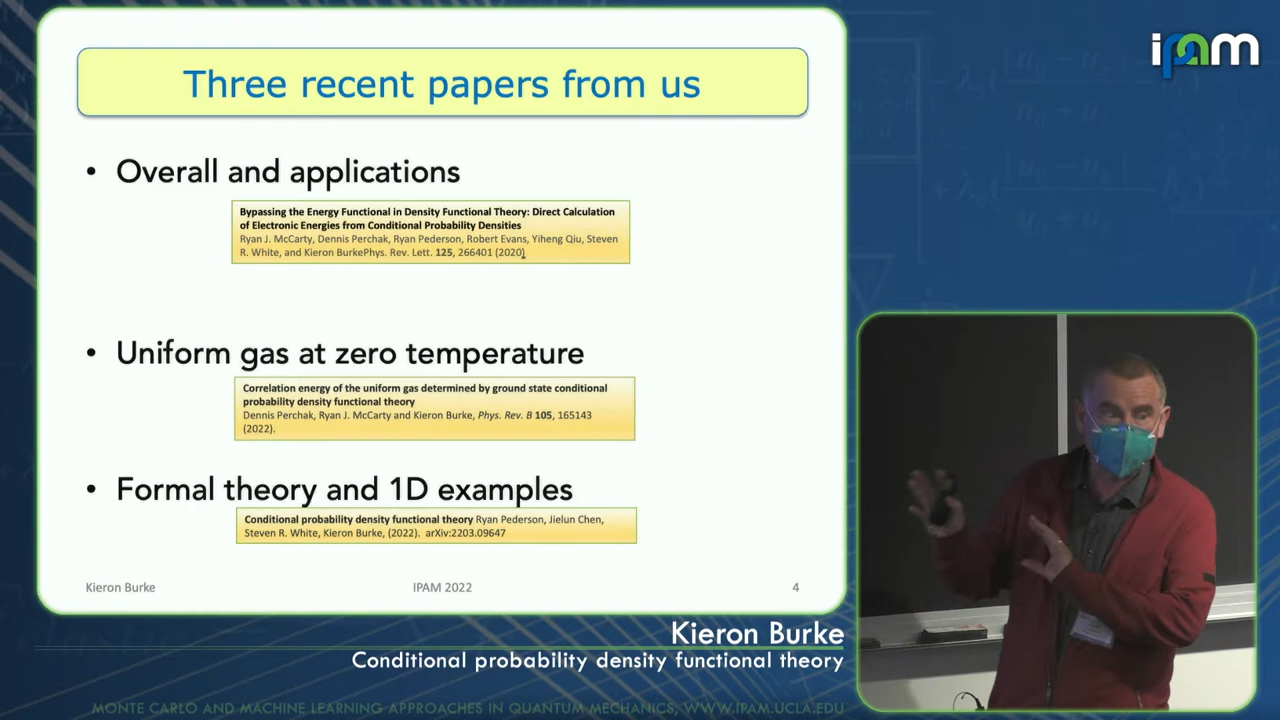 Three recent papers from us
ipam
• Overall and applications
Bypassing the Energy Functional in Density Functional Theory: Direct Calculation
of Electronic Energies from Conditional Probability Densities
Ryan J. McCarty, Dennis Perchak, Ryan Pederson, Robert Evans, Yiheng Qiu, Steven
R. White, and Kieron BurkePhys. Rev. Lett. 125, 266401 (2020)
• Uniform gas at zero temperature
Correlation energy of the uniform gas determined by ground state conditional
probability density functional theory
Dennis Perchak, Ryan J. McCarty and Kieron Burke, Phys. Rev. B 105, 165143
(2022).
• Formal theory and 1D examples
Conditional probability density functional theory Ryan Pederson, Jielun Chen,
Steven R. White, Kieron Burke, (2022). arXiv:2203.09647
Kieron Burke IPAM 2022 4
Kieron Burke
Conditional probability density functional theory
MONTE CARLO AND MACHINE LEARNING APPROACHES IN QUANTUM MECHANICS, WWW.IPAM.UCLA.EDU